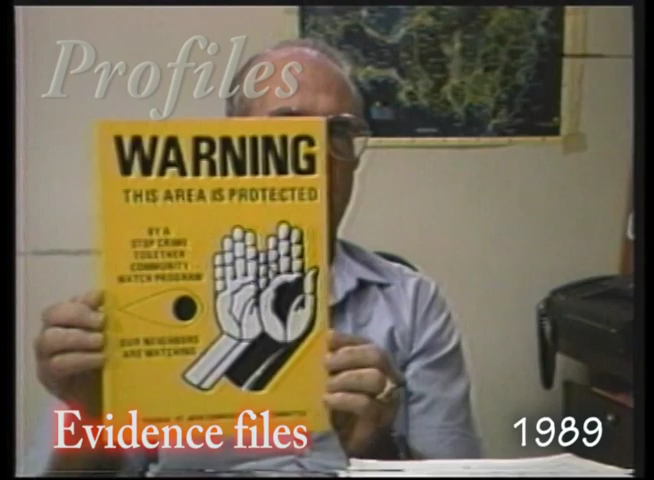 Profiles
WARNING
THIS AREA IS PROTECTED
BY A
STOP CRIME
TOGETHER
COMMUNITY
WATCH PROGRAM
OUR NEIGHBORS
ARE WATCHING
COMMITTEE
Evidence files
1989